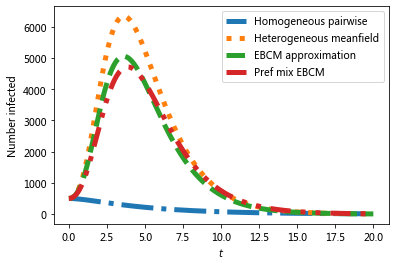 Homogeneous pairwise
Heterogeneous meanfield
EBCM approximation
Pref mix EBCM
Number infected
6000
5000
4000
3000
2000
1000
0
0.0 2.5 5.0 7.5 10.0 12.5 15.0 17.5 20.0
t